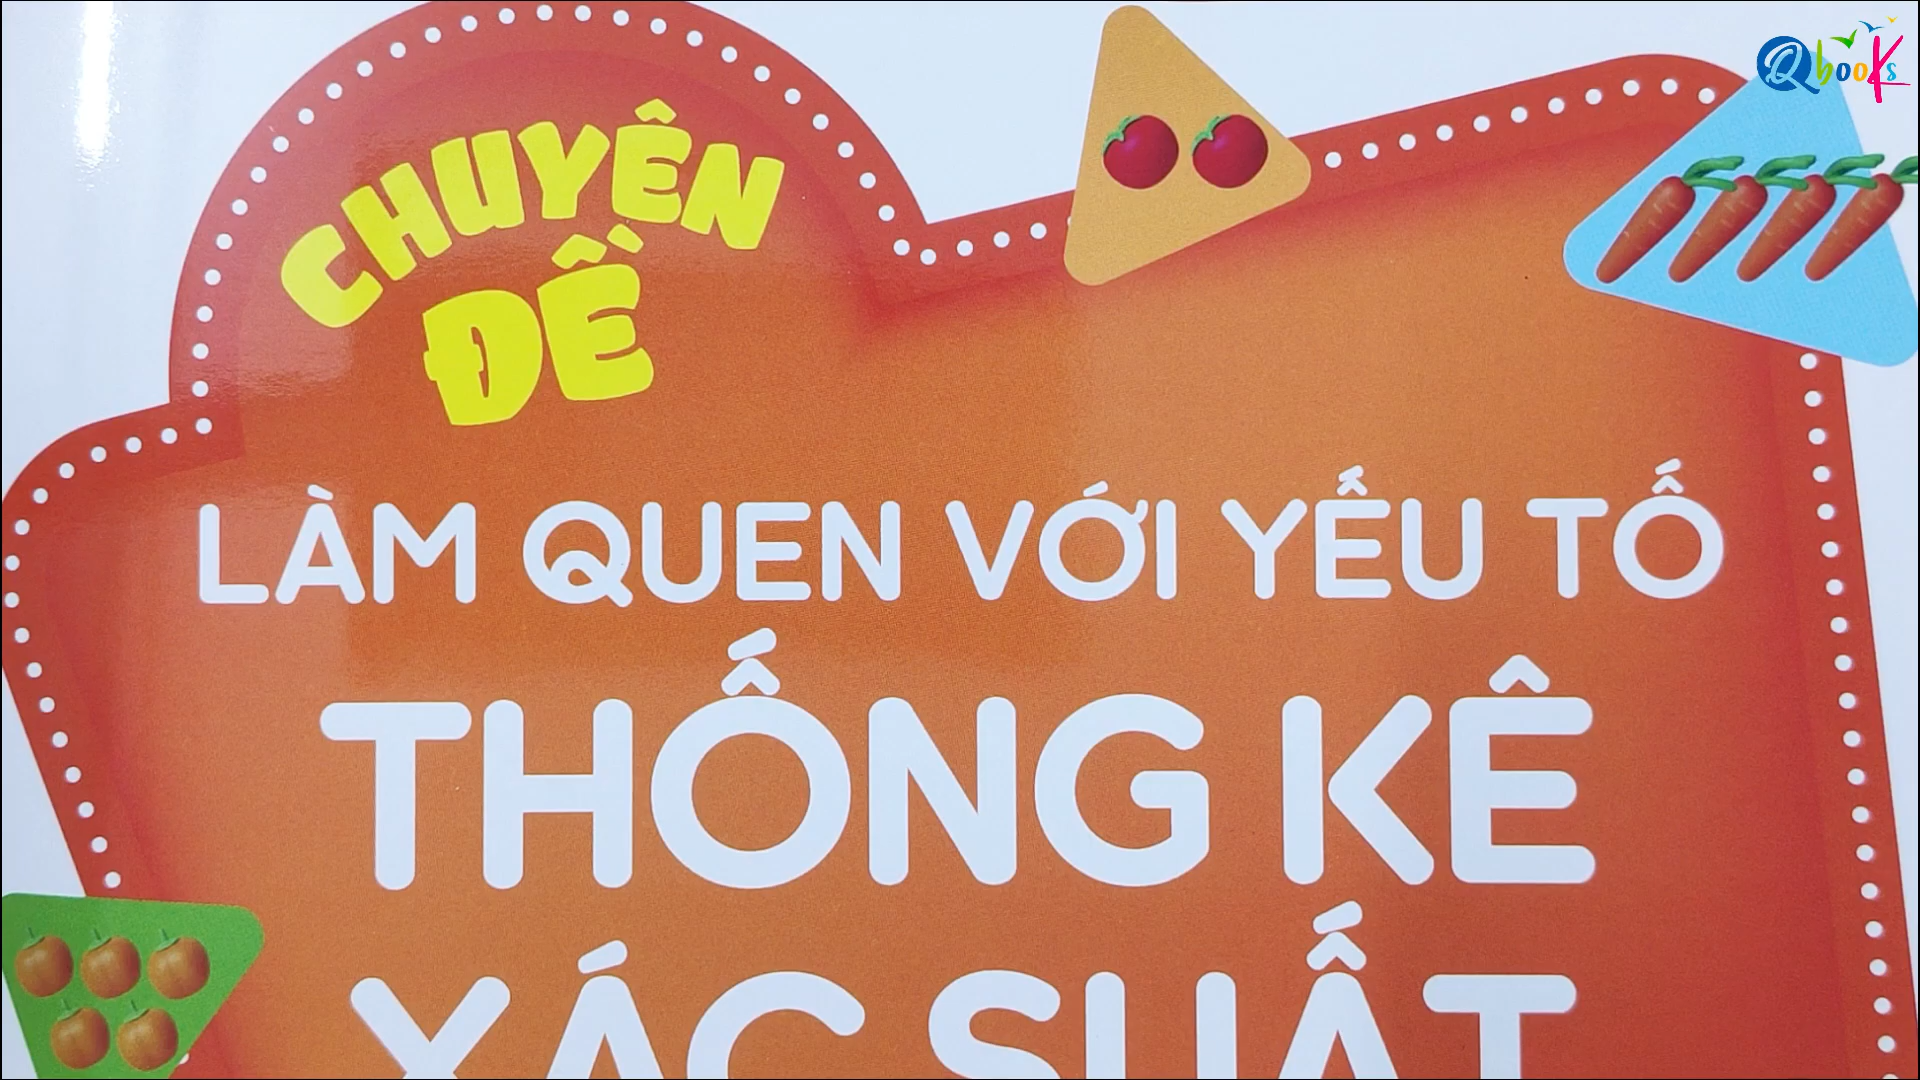 Qbooks
CHUYÊN
ĐỀ
LÀM QUEN VỚI YẾU TỐ
THỐNG KÊ
XÁC SUẤT